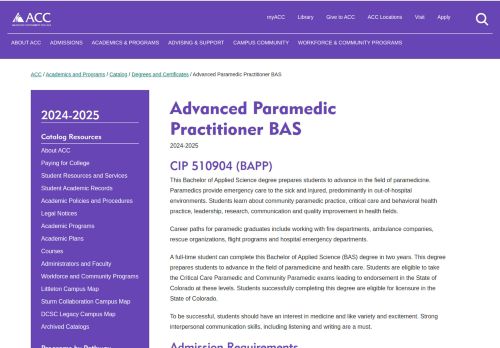 myACC Library Give to ACC ACC Locations Visit Apply
ACC
ABOUT ACC ADMISSIONS ACADEMICS & PROGRAMS ADVISING & SUPPORT CAMPUS COMMUNITY WORKFORCE & COMMUNITY PROGRAMS
ACC / Academics and Programs / Catalog / Degrees and Certificates / Advanced Paramedic Practitioner BAS
2024-2025
Catalog Resources
About ACC
Paying for College
Student Resources and Services
Student Academic Records
Academic Policies and Procedures
Legal Notices
Academic Programs
Academic Plans
Courses
Administrators and Faculty
Workforce and Community Programs
Littleton Campus Map
Sturm Collaboration Campus Map
DCSC Legacy Campus Map
Archived Catalogs
Programs by Pathway
Advanced Paramedic
Practitioner BAS
2024-2025
CIP 510904 (BAPP)
This Bachelor of Applied Science degree prepares students to advance in the field of paramedicine.
Paramedics provide emergency care to the sick and injured, predominantly in out-of-hospital
environments. Students learn about community paramedic practice, critical care and behavioral health
practice, leadership, research, communication and quality improvement in health fields.
Career paths for paramedic graduates include working with fire departments, ambulance companies,
rescue organizations, flight programs and hospital emergency departments.
A full-time student can complete this Bachelor of Applied Science (BAS) degree in two years. This degree
prepares students to advance in the field of paramedicine and health care. Students are eligible to take
the Critical Care Paramedic and Community Paramedic exams leading to endorsement in the State of
Colorado at these levels. Students successfully completing this degree are eligible for licensure in the
State of Colorado.
To be successful, students should have an interest in medicine and like variety and excitement. Strong
interpersonal communication skills, including listening and writing are a must.
Admission Requirements